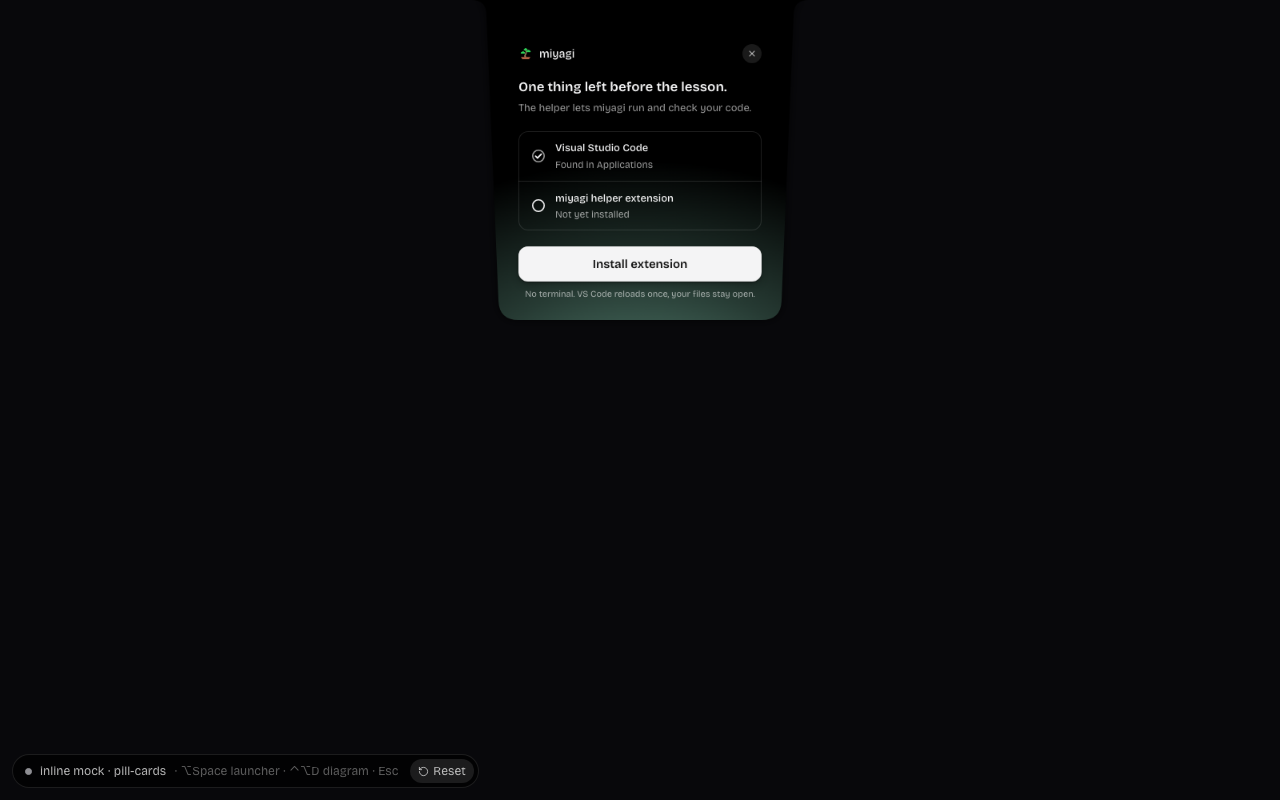 miyagi
One thing left before the lesson.
The helper lets miyagi run and check your code.
Visual Studio Code
Found in Applications
miyagi helper extension
Not yet installed
Install extension
No terminal. VS Code reloads once, your files stay open.
inline mock · pill-cards · ⌥Space launcher · ^⌥D diagram · Esc Reset